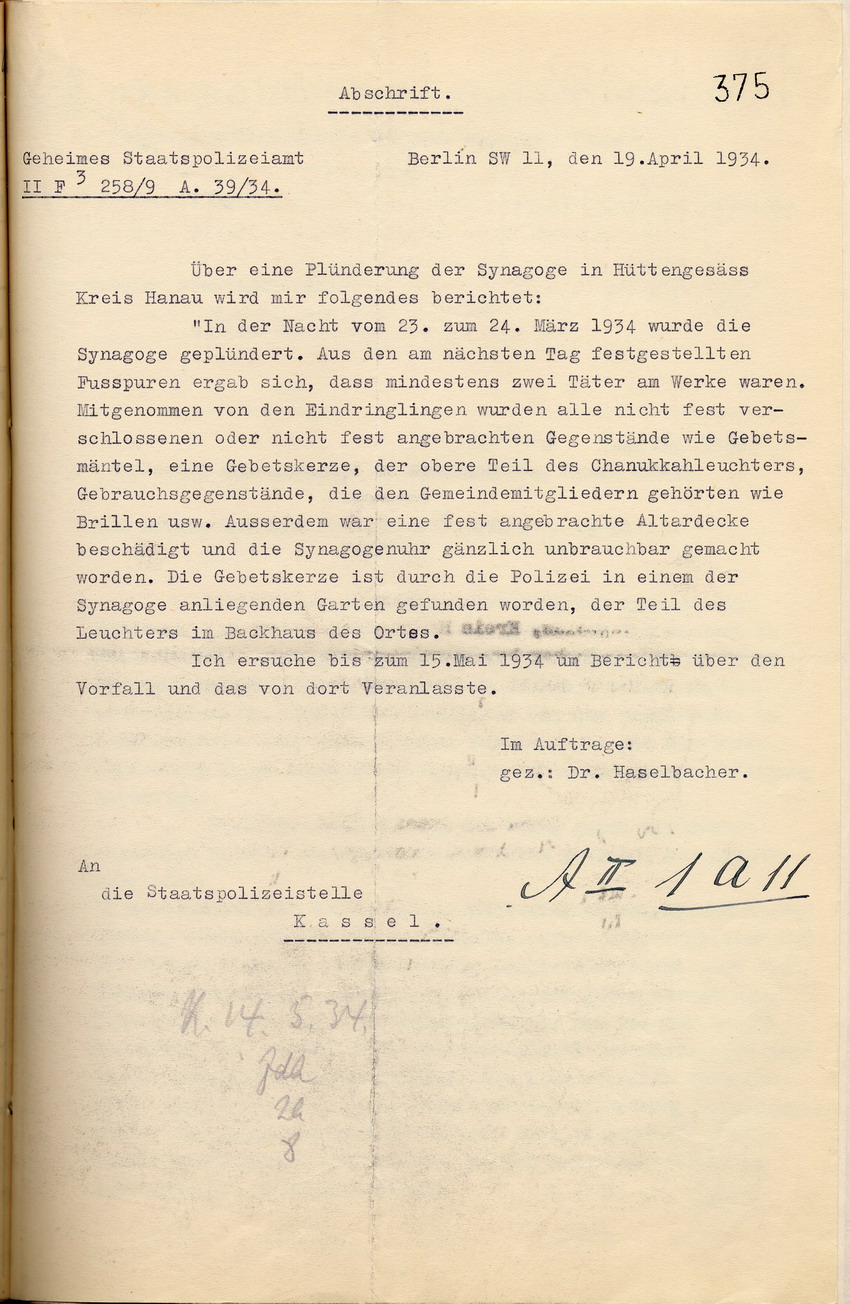 375
Abschrift.
Geheimes Staatspolizeiamt
Berlin SW 11, den 19.April 1934.
II F 3 258/9 A. 39/34.
Über eine Plünderung der Synagoge in Hüttengesäss
Kreis Hanau wird mir folgendes berichtet:
"In der Nacht vom 23. zum 24. März 1934 wurde die
Synagoge geplündert. Aus den am nächsten Tag festgestellten
Fusspuren ergab sich, dass mindestens zwei Täter am Werke waren.
Mitgenommen von den Eindringlingen wurden alle nicht fest ver-
schlossenen oder nicht fest angebrachten Gegenstände wie Gebets-
mäntel, eine Gebetskerze, der obere Teil des Chanukkahleuchters,
Gebrauchsgegenstände, die den Gemeindemitgliedern gehörten wie
Brillen usw. Ausserdem war eine fest angebrachte Altardecke
beschädigt und die Synagogenuhr gänzlich unbrauchbar gemacht
worden. Die Gebetskerze ist durch die Polizei in einem der
Synagoge anliegenden Garten gefunden worden, der Teil des
Leuchters im Backhaus des Ortes.
Ich ersuche bis zum 15.Mai 1934 um Bericht über den
Vorfall und das von dort Veranlasste.
Im Auftrage:
gez.: Dr. Haselbacher.
An
die Staatspolizeistelle
Kassel.
A II 1 a 11
14. 5. 34.
8